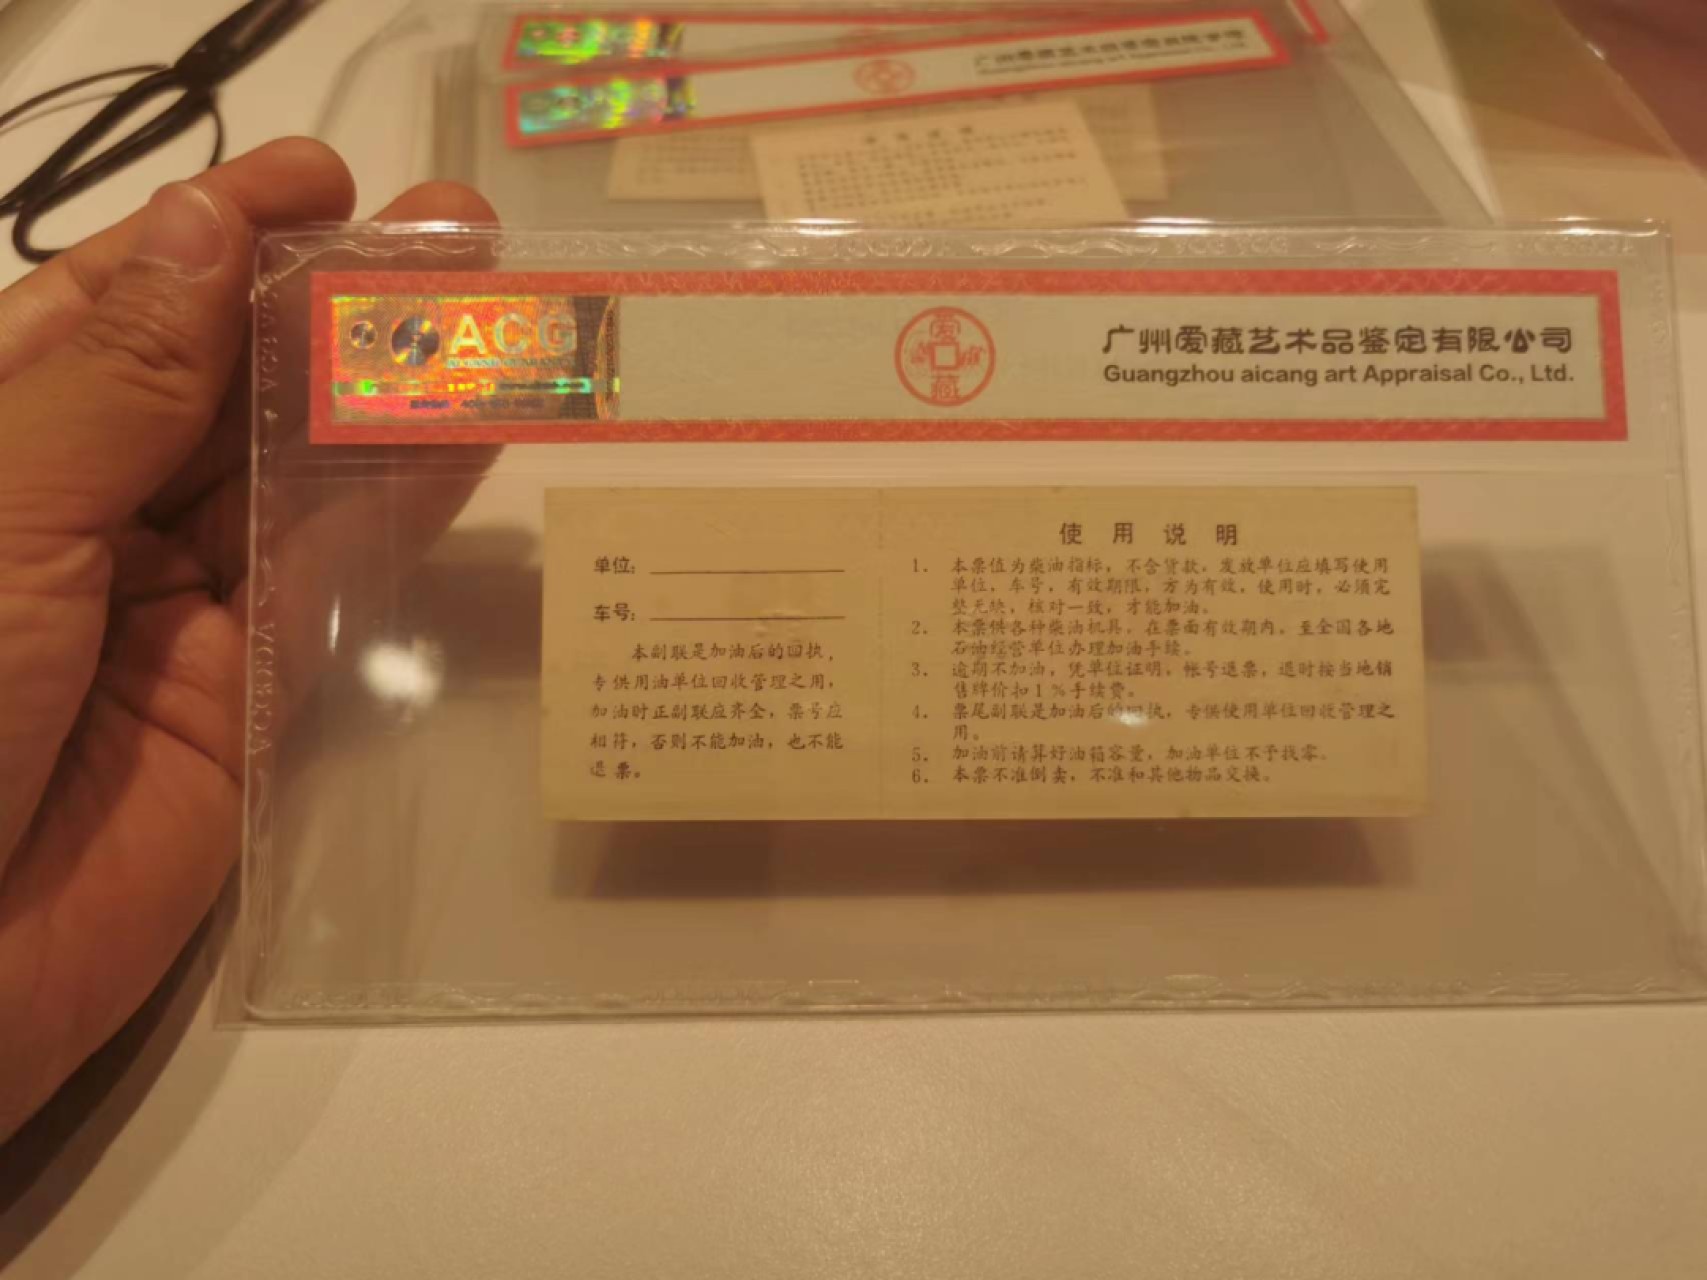 ACG
爱
藏
广州爱藏艺术品鉴定有限公司
Guangzhou aicang art Appraisal Co., Ltd.
单位:
车号:
本副联是加油后的回执,
专供用油单位回收管理之用,
加油时正副联应齐全,票号应
相符,否则不能加油,也不能
退票。
使用说明
1. 本票值为柴油指标,不含货款,发放单位应填写使用
单位,车号,有效期限,方为有效,使用时,必须完
整无缺,核对一致,才能加油。
2. 本票供各种柴油机具,在票面有效期内,至全国各地
石油经营单位办理加油手续。
3. 逾期不加油,凭单位证明,帐号退票,退时按当地销
售牌价扣1%手续费。
4. 票尾副联是加油后的回执,专供使用单位回收管理之
用。
5. 加油前请算好油箱容量,加油单位不予找零。
6. 本票不准倒卖,不准和其他物品交换。